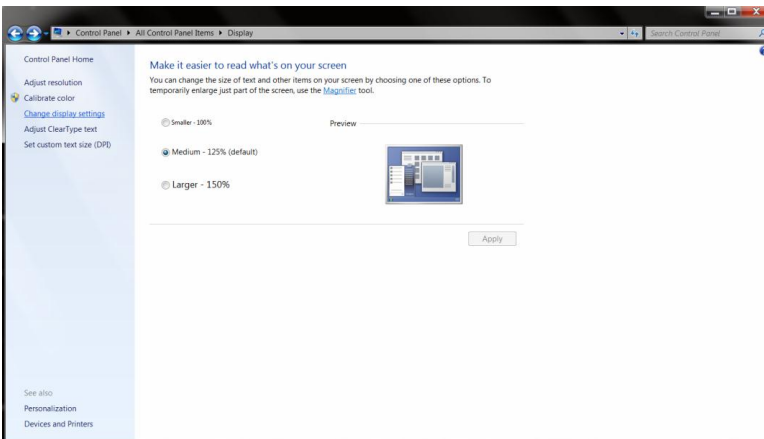 Control Panel ▸ All Control Panel Items ▸ Display
Search Control Panel
Control Panel Home
Adjust resolution
Calibrate color
Change display settings
Adjust ClearType text
Set custom text size (DPI)
See also
Personalization
Devices and Printers
Make it easier to read what's on your screen
You can change the size of text and other items on your screen by choosing one of these options. To
temporarily enlarge just part of the screen, use the Magnifier tool.
Smaller - 100%
Preview
Medium - 125% (default)
Larger - 150%
Apply